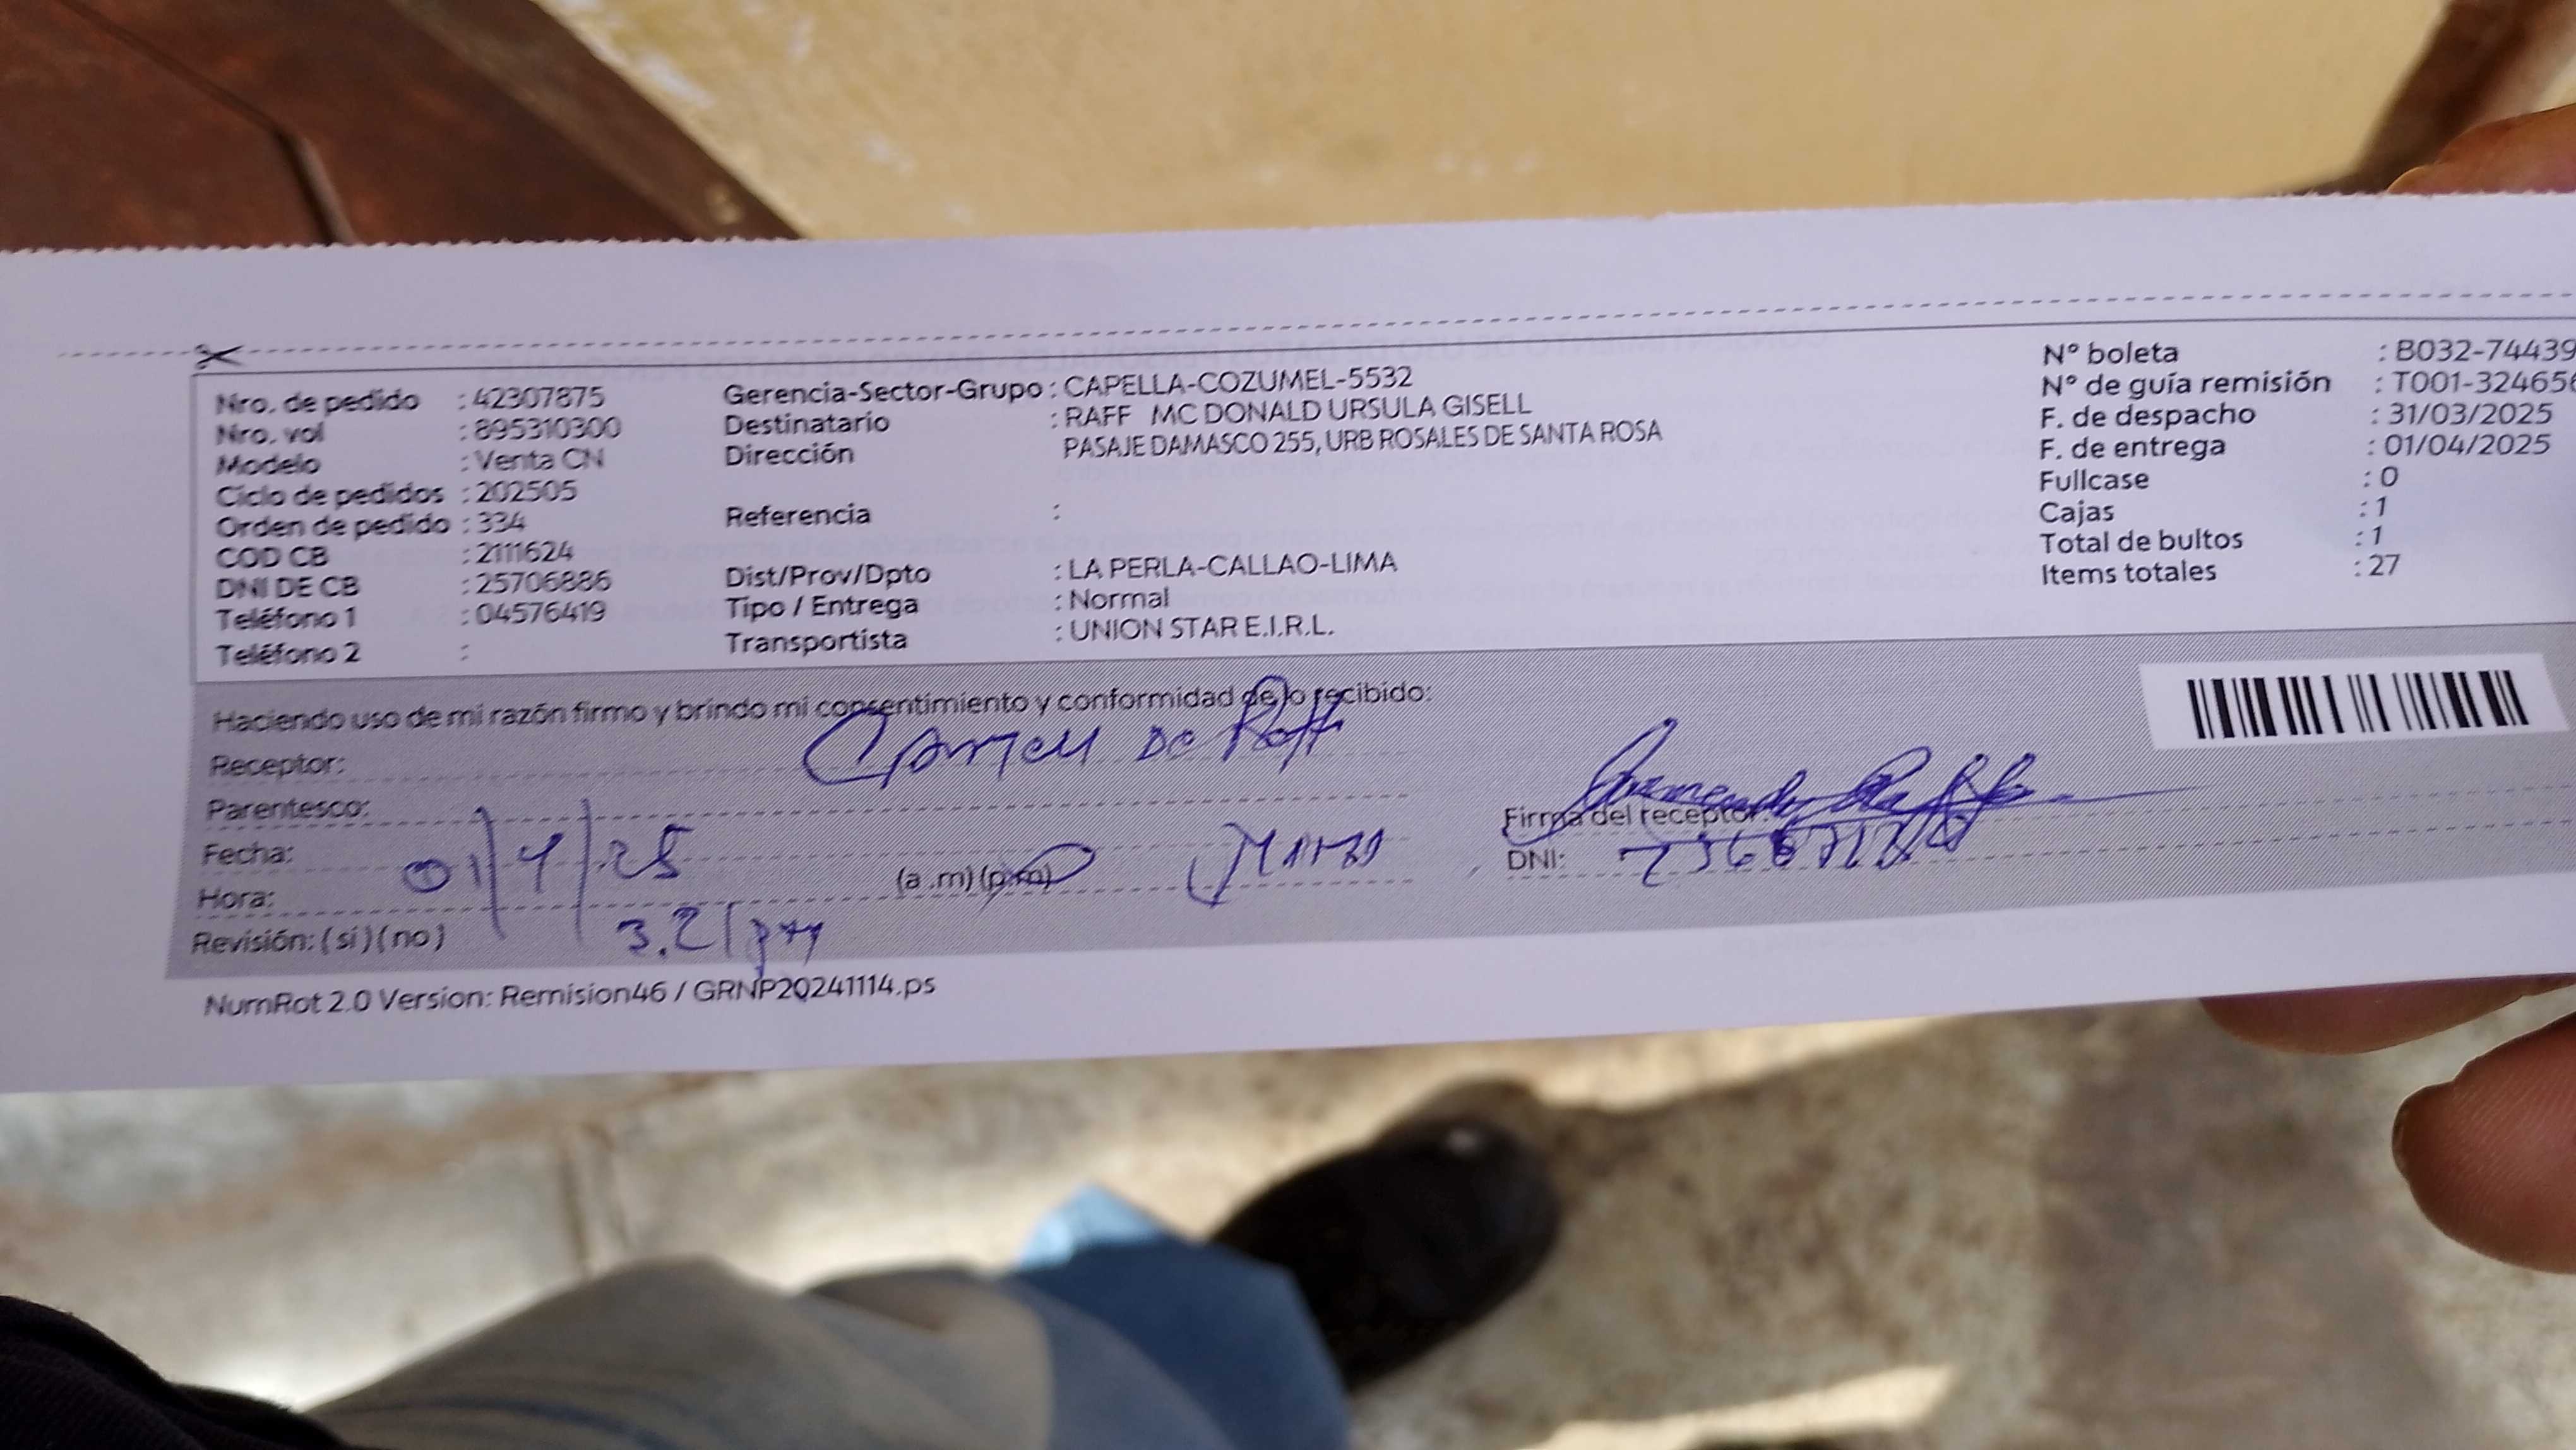 Nro. de pedido : 42307875
Nro. vol : 895310300
Modelo : Venta CN
Ciclo de pedidos : 202505
Orden de pedido : 334
COD CB : 2111624
DNI DE CB : 25706886
Teléfono 1 : 04576419
Teléfono 2 :
Gerencia-Sector-Grupo : CAPELLA-COZUMEL-5532
Destinatario : RAFF MC DONALD URSULA GISELL
Dirección PASAJE DAMASCO 255, URB ROSALES DE SANTA ROSA
Referencia :
Dist/Prov/Dpto : LA PERLA-CALLAO-LIMA
Tipo / Entrega : Normal
Transportista : UNION STAR E.I.R.L.
N° boleta : B032-74439
N° de guía remisión : T001-324656
F. de despacho : 31/03/2025
F. de entrega : 01/04/2025
Fullcase : 0
Cajas : 1
Total de bultos : 1
Items totales : 27
Haciendo uso de mi razón firmo y brindo mi consentimiento y conformidad de lo recibido:
Receptor: De Raff
Parentesco:
Fecha: 01/4/25
Hora: (a.m) (p.m)
Revisión: (si) (no) 3.21 pm
Firma del receptor:
DNI:
NumRot 2.0 Version: Remision46 / GRNP20241114.ps